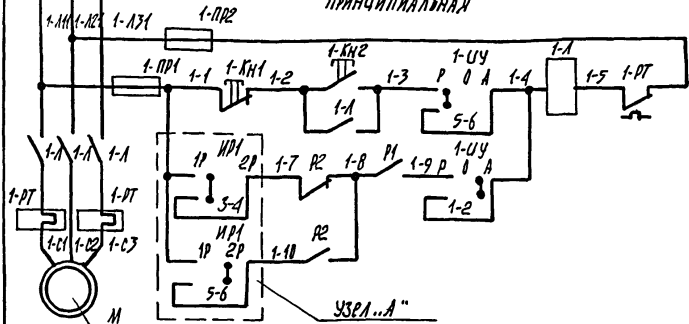 ПРИНЦИПИАЛЬНАЯ
1-Л11 1-Л21 1-Л31 1-ПР2
1-ПР1 1-1 1-КН1 1-2 1-КН2 1-3 1-ИУ 1-4 1-Л 1-5 1-РТ
Р О А
1-Л 5-6
1-Л 1-Л 1-Л
ИР1
1Р 2Р 1-7 Р2 1-8 Р1 1-9 Р О А
1-ИУ
3-4 1-2
1-РТ 1-РТ
ИР1
1Р 2Р 1-10 Р2
1-С1 1-С2 1-С3
5-6
М
УЗЕЛ „А"